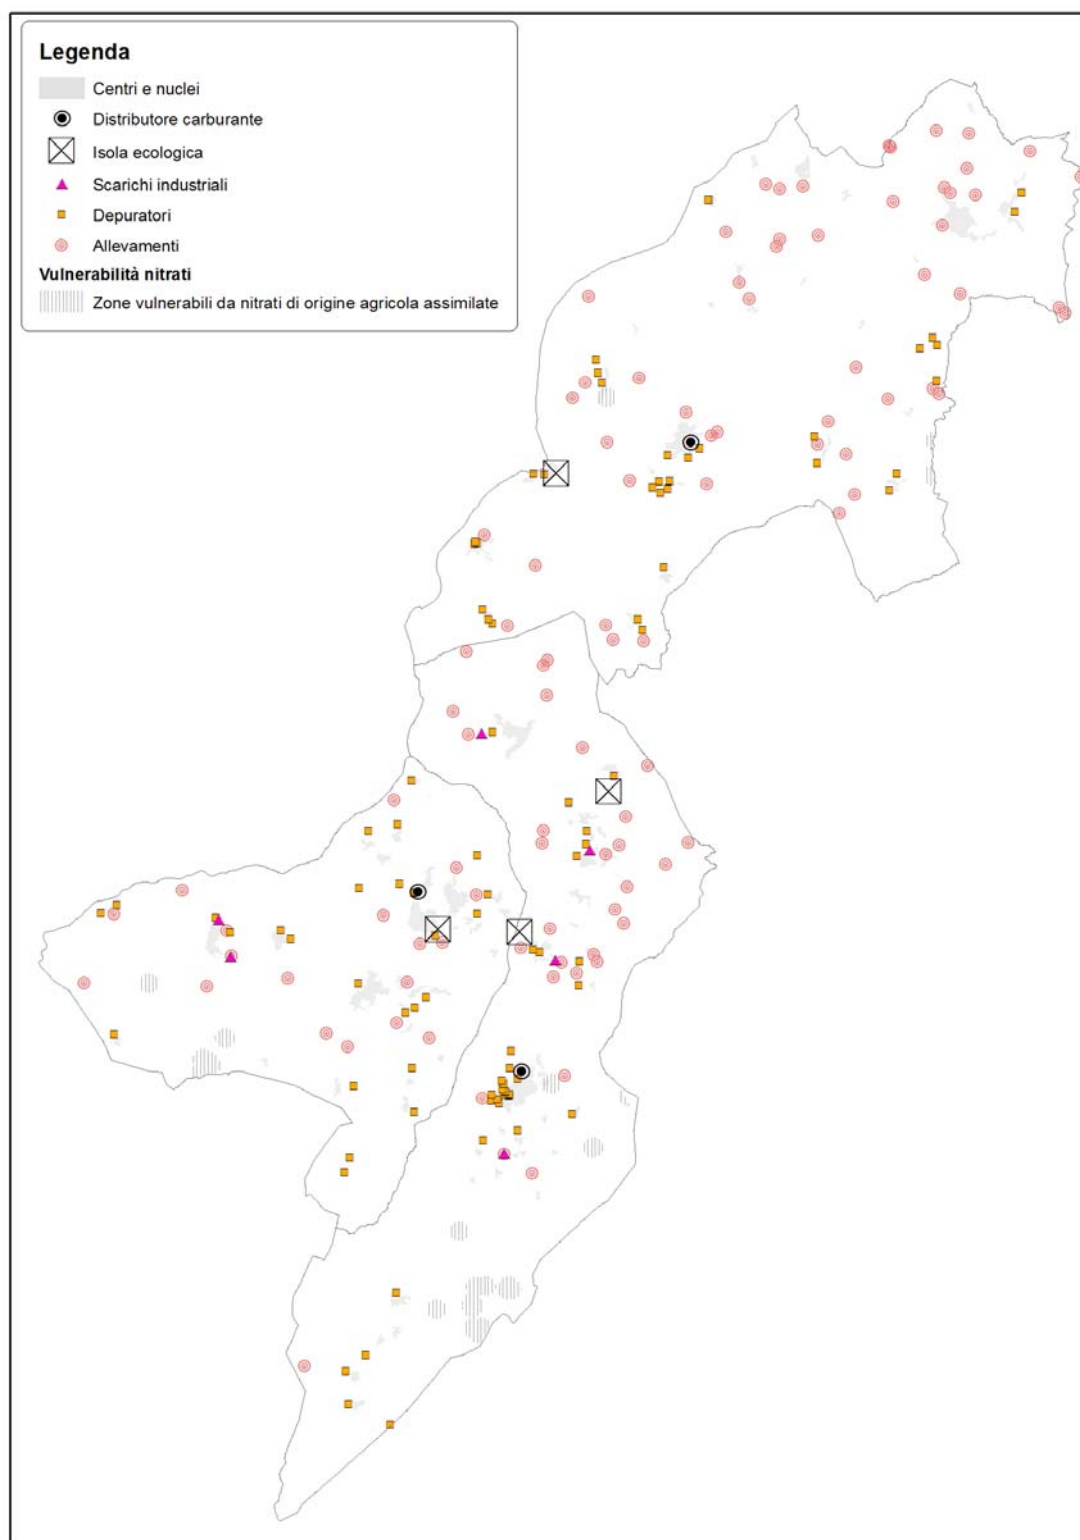 Legenda
Centri e nuclei
Distributore carburante
Isola ecologica
Scarichi industriali
Depuratori
Allevamenti
Vulnerabilità nitrati
Zone vulnerabili da nitrati di origine agricola assimilate